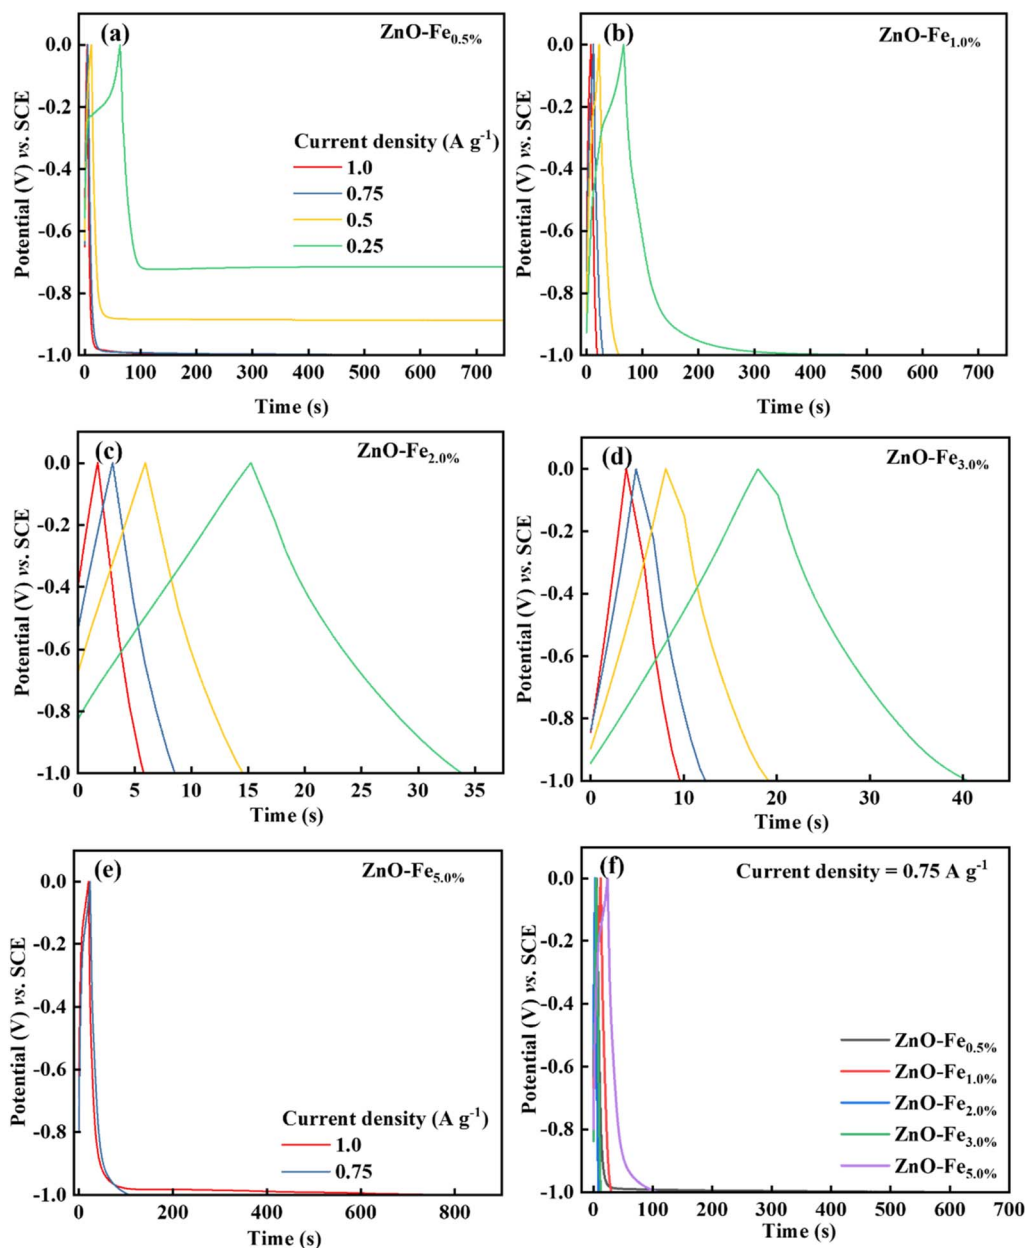 (a) ZnO-Fe0.5%
Potential (V) vs. SCE
0.0
-0.2
-0.4
-0.6
-0.8
-1.0
Current density (A g-1)
1.0
0.75
0.5
0.25
0 100 200 300 400 500 600 700
Time (s)
(b) ZnO-Fe1.0%
Potential (V) vs. SCE
0.0
-0.2
-0.4
-0.6
-0.8
-1.0
0 100 200 300 400 500 600 700
Time (s)
(c) ZnO-Fe2.0%
Potential (V) vs. SCE
0.0
-0.2
-0.4
-0.6
-0.8
-1.0
0 5 10 15 20 25 30 35
Time (s)
(d) ZnO-Fe3.0%
Potential (V) vs. SCE
0.0
-0.2
-0.4
-0.6
-0.8
-1.0
0 10 20 30 40
Time (s)
(e) ZnO-Fe5.0%
Potential (V) vs. SCE
0.0
-0.2
-0.4
-0.6
-0.8
-1.0
Current density (A g-1)
1.0
0.75
0 200 400 600 800
Time (s)
(f) Current density = 0.75 A g-1
Potential (V) vs. SCE
0.0
-0.2
-0.4
-0.6
-0.8
-1.0
ZnO-Fe0.5%
ZnO-Fe1.0%
ZnO-Fe2.0%
ZnO-Fe3.0%
ZnO-Fe5.0%
0 100 200 300 400 500 600 700
Time (s)